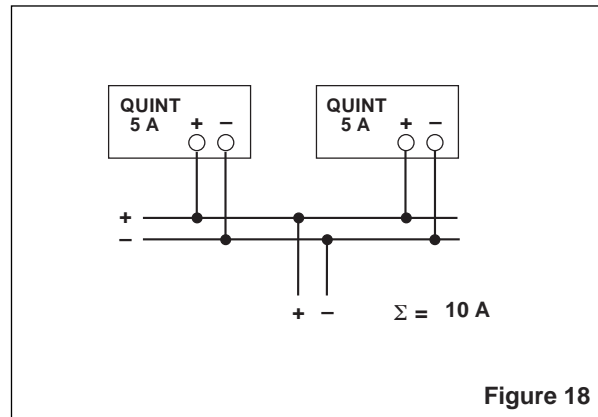 QUINT
5 A + −
QUINT
5 A + −
+
−
+ − Σ = 10 A
Figure 18